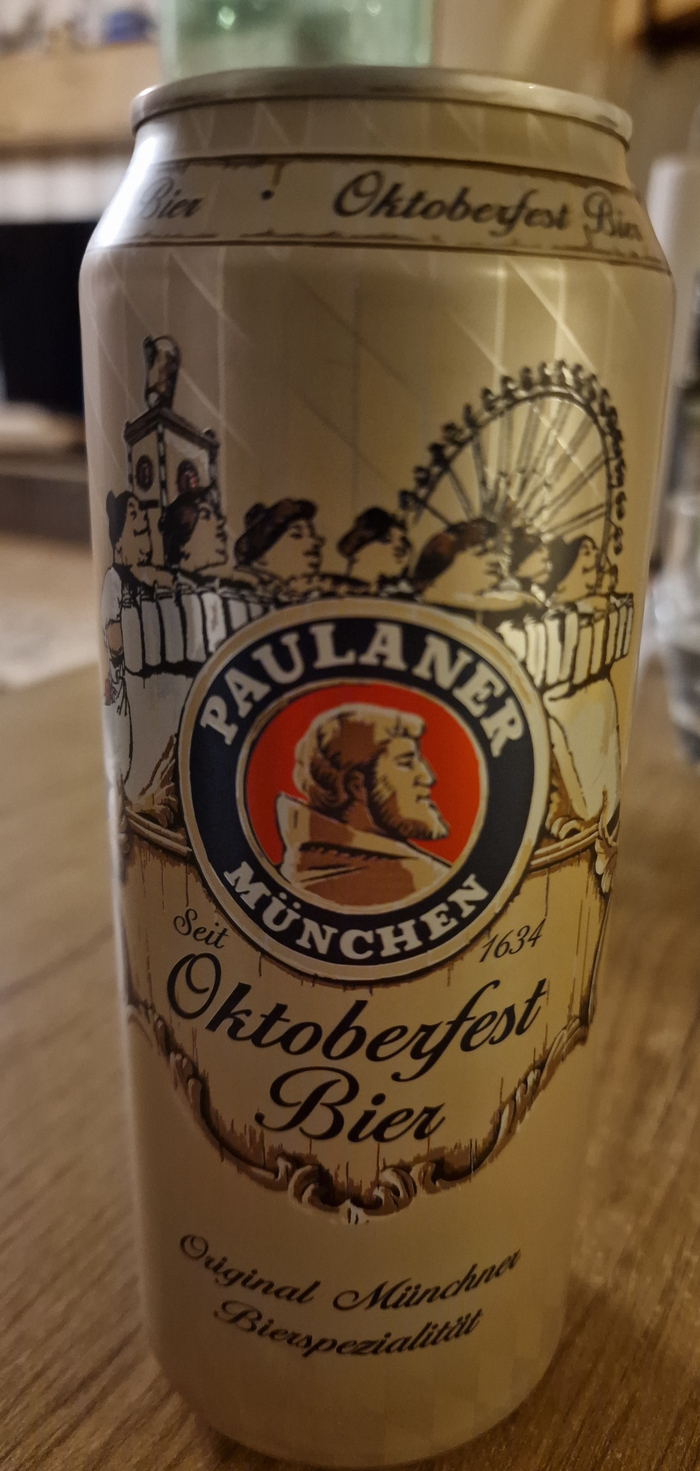 Bier • Oktoberfest Bier
PAULANER
MÜNCHEN
Seit 1634
Oktoberfest
Bier
Original Münchner
Bierspezialität